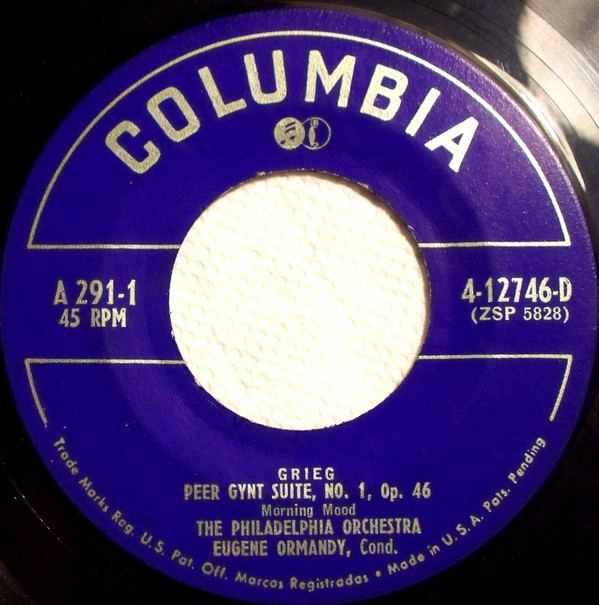 COLUMBIA
A 291-1
45 RPM
4-12746-D
(ZSP 5828)
GRIEG
PEER GYNT SUITE, NO. 1, Op. 46
Morning Mood
THE PHILADELPHIA ORCHESTRA
EUGENE ORMANDY, Cond.
Trade Marks Reg. U.S. Pat. Off. Marcas Registradas • Made in U.S.A. Pats. Pending